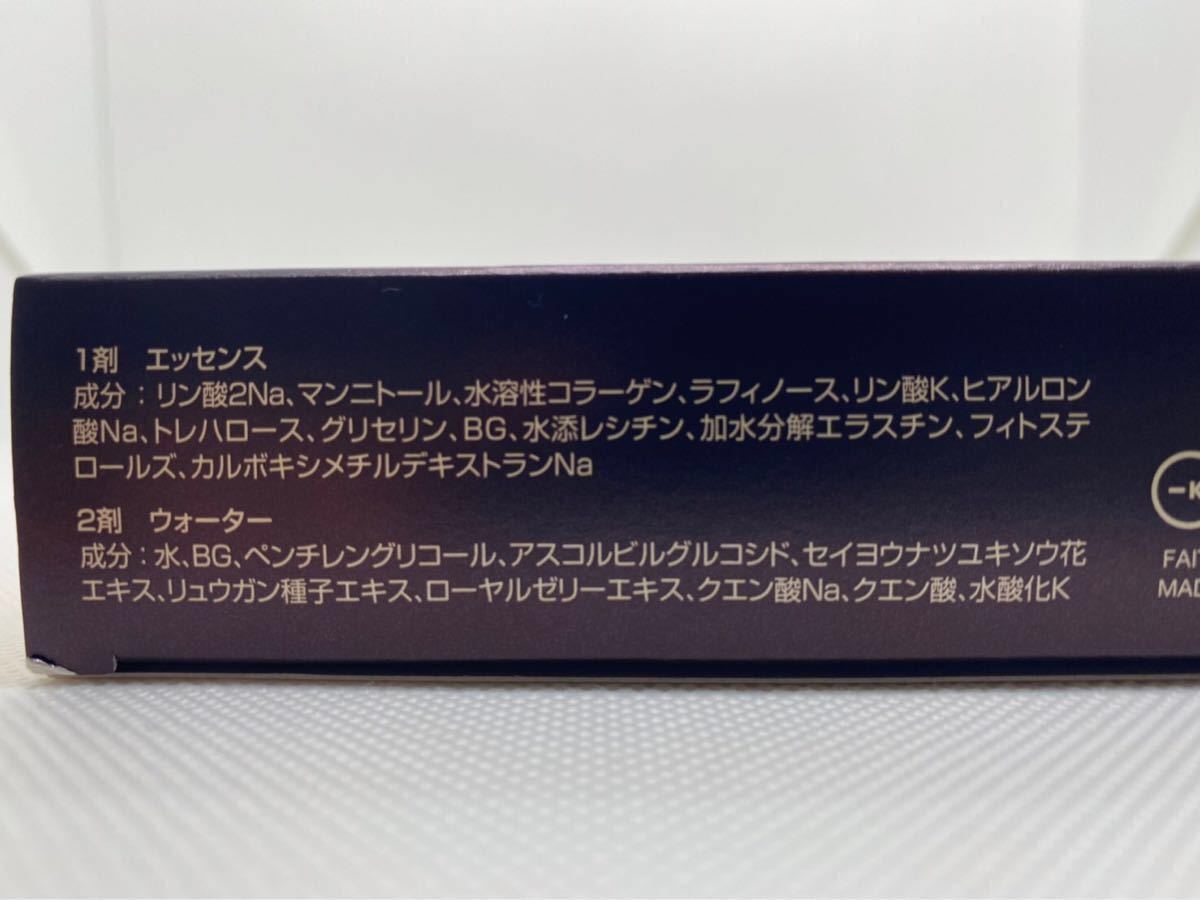 1剤　エッセンス
成分：リン酸2Na、マンニトール、水溶性コラーゲン、ラフィノース、リン酸K、ヒアルロン
酸Na、トレハロース、グリセリン、BG、水添レシチン、加水分解エラスチン、フィトステ
ロールズ、カルボキシメチルデキストランNa
2剤　ウォーター
成分：水、BG、ペンチレングリコール、アスコルビルグルコシド、セイヨウナツユキソウ花
エキス、リュウガン種子エキス、ローヤルゼリーエキス、クエン酸Na、クエン酸、水酸化K